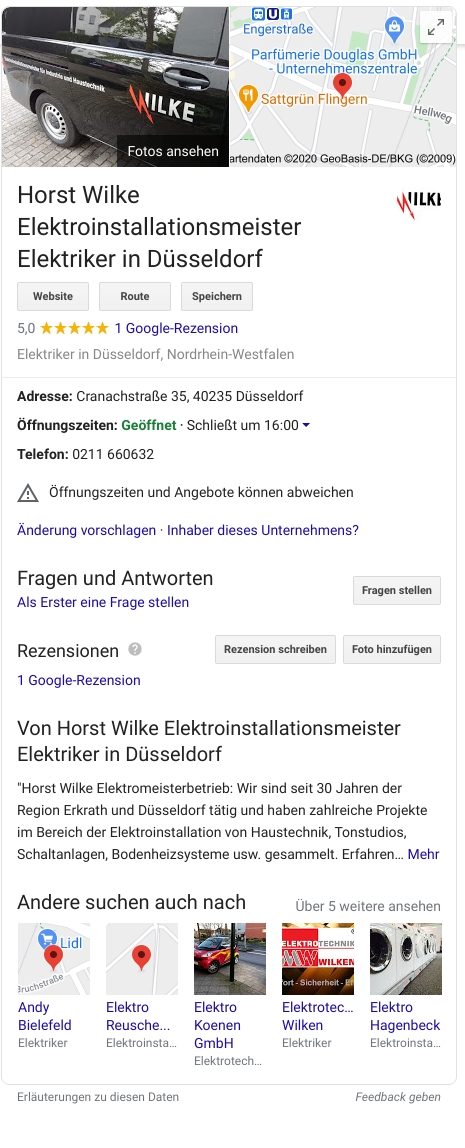 Engerstraße
Parfümerie Douglas GmbH
- Unternehmenszentrale
Sattgrün Flingern
Hellweg
für Industrie und Haustechnik
WILKE
Fotos ansehen
artendaten ©2020 GeoBasis-DE/BKG (©2009)
Horst Wilke
Elektroinstallationsmeister
Elektriker in Düsseldorf
WILKE
Website Route Speichern
5,0 1 Google-Rezension
Elektriker in Düsseldorf, Nordrhein-Westfalen
Adresse: Cranachstraße 35, 40235 Düsseldorf
Öffnungszeiten: Geöffnet · Schließt um 16:00
Telefon: 0211 660632
Öffnungszeiten und Angebote können abweichen
Änderung vorschlagen · Inhaber dieses Unternehmens?
Fragen und Antworten
Fragen stellen
Als Erster eine Frage stellen
Rezensionen
Rezension schreiben Foto hinzufügen
1 Google-Rezension
Von Horst Wilke Elektroinstallationsmeister
Elektriker in Düsseldorf
"Horst Wilke Elektromeisterbetrieb: Wir sind seit 30 Jahren der
Region Erkrath und Düsseldorf tätig und haben zahlreiche Projekte
im Bereich der Elektroinstallation von Haustechnik, Tonstudios,
Schaltanlagen, Bodenheizsysteme usw. gesammelt. Erfahren… Mehr
Andere suchen auch nach Über 5 weitere ansehen
Lidl
Bruchstraße
ELEKTROTECHNIK
WILKEN
fort - Sicherheit - Ef
Andy
Bielefeld
Elektriker
Elektro
Reusche...
Elektroinsta...
Elektro
Koenen
GmbH
Elektrotech...
Elektrotec...
Wilken
Elektriker
Elektro
Hagenbeck
Elektroinsta...
Erläuterungen zu diesen Daten Feedback geben